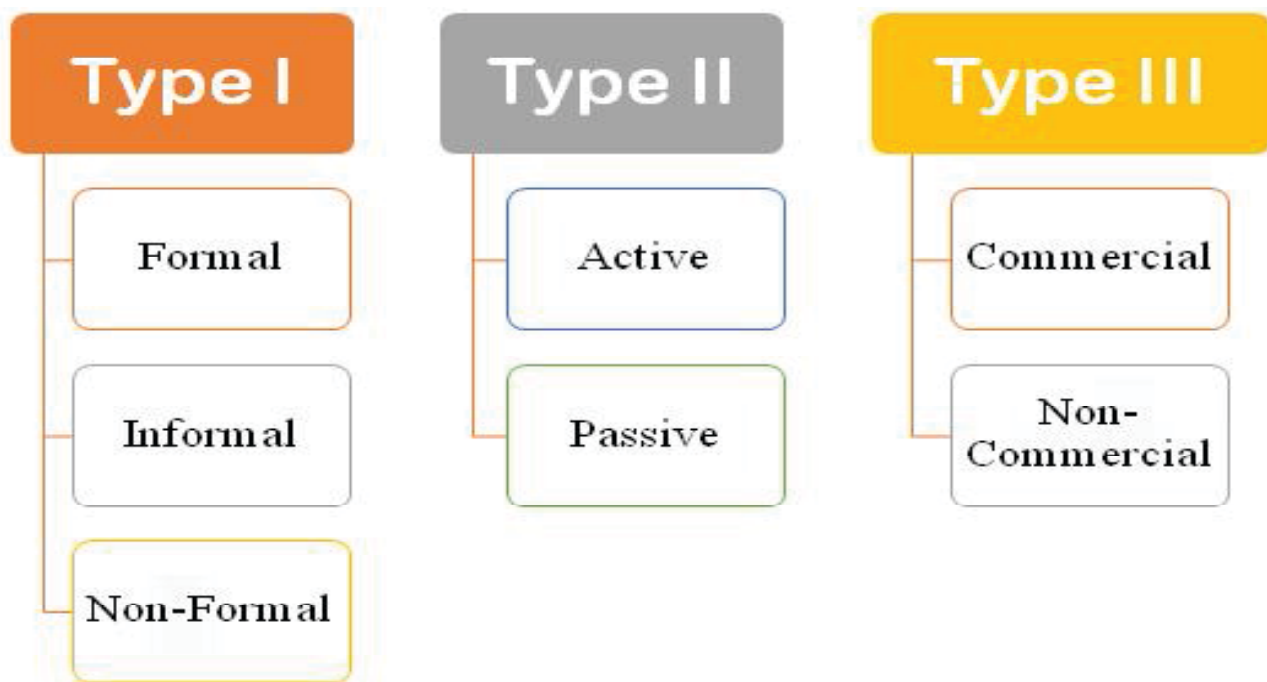 Type I
Formal
Informal
Non-Formal
Type II
Active
Passive
Type III
Commercial
Non-
Commercial